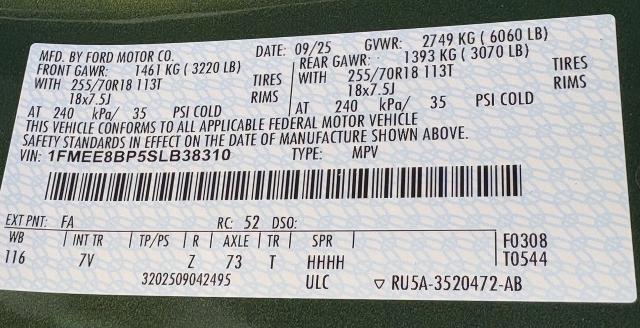 MFD. BY FORD MOTOR CO. DATE: 09/25 GVWR: 2749 KG (6060 LB)
FRONT GAWR: 1461 KG (3220 LB) REAR GAWR: 1393 KG (3070 LB)
WITH 255/70R18 113T TIRES WITH 255/70R18 113T TIRES
18x7.5J RIMS 18x7.5J RIMS
AT 240 kPa/ 35 PSI COLD AT 240 kPa/ 35 PSI COLD
THIS VEHICLE CONFORMS TO ALL APPLICABLE FEDERAL MOTOR VEHICLE
SAFETY STANDARDS IN EFFECT ON THE DATE OF MANUFACTURE SHOWN ABOVE.
VIN: 1FMEE8BP5SLB38310 TYPE: MPV
EXT PNT: FA RC: 52 DSO:
WB INT TR TP/PS R AXLE TR SPR F0308
116 7V Z 73 T HHHH T0544
3202509042495 ULC ▽ RU5A-3520472-AB